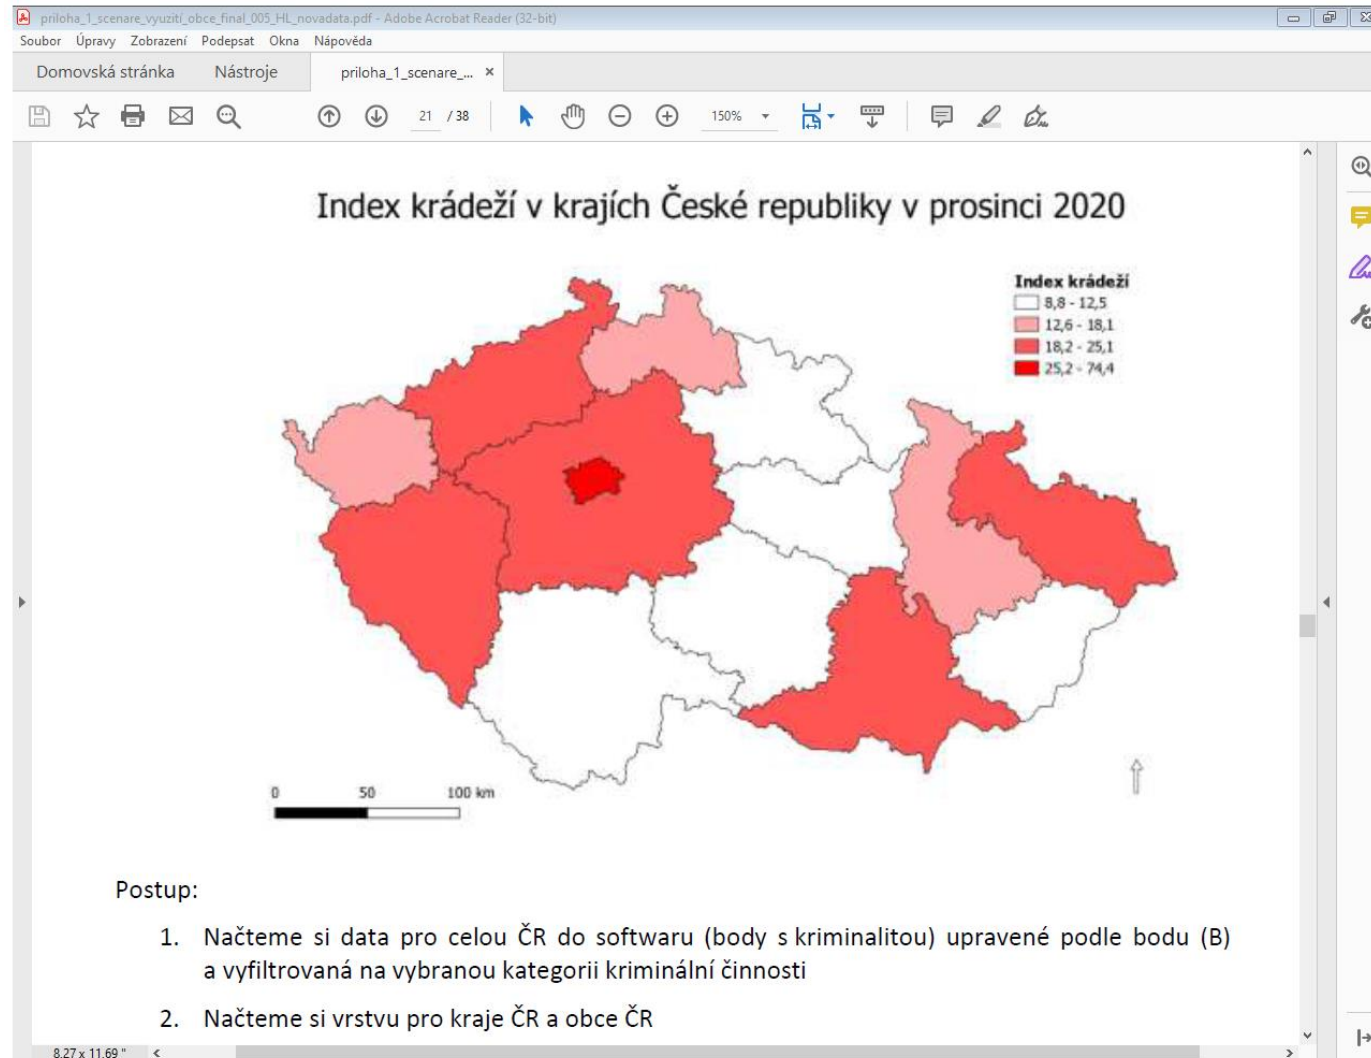 priloha_1_scenare_vyuzití_obce_final_005_HL_novadata.pdf - Adobe Acrobat Reader (32-bit)
Soubor Úpravy Zobrazení Podepsat Okna Nápověda
Domovská stránka Nástroje priloha_1_scenare_... ×
21 / 38 150%
Index krádeží v krajích České republiky v prosinci 2020
Index krádeží
8,8 - 12,5
12,6 - 18,1
18,2 - 25,1
25,2 - 74,4
0 50 100 km
Postup:
1. Načteme si data pro celou ČR do softwaru (body s kriminalitou) upravené podle bodu (B)
a vyfiltrovaná na vybranou kategorii kriminální činnosti
2. Načteme si vrstvu pro kraje ČR a obce ČR
8,27 x 11,69 "